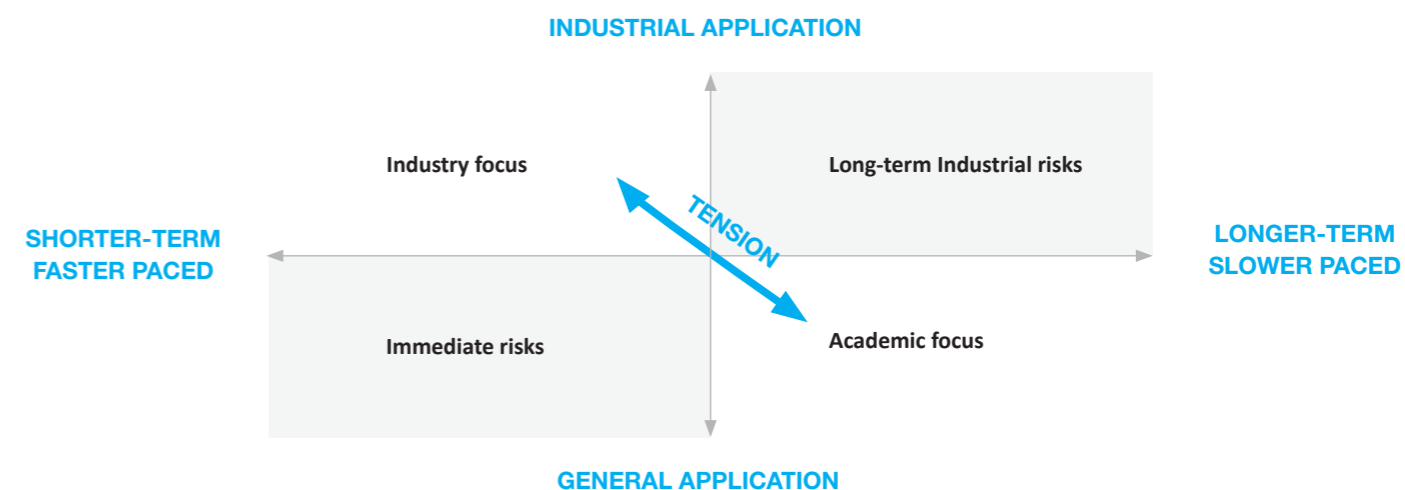 INDUSTRIAL APPLICATION
Industry focus
Long-term Industrial risks
TENSION
SHORTER-TERM
FASTER PACED
LONGER-TERM
SLOWER PACED
Immediate risks
Academic focus
GENERAL APPLICATION